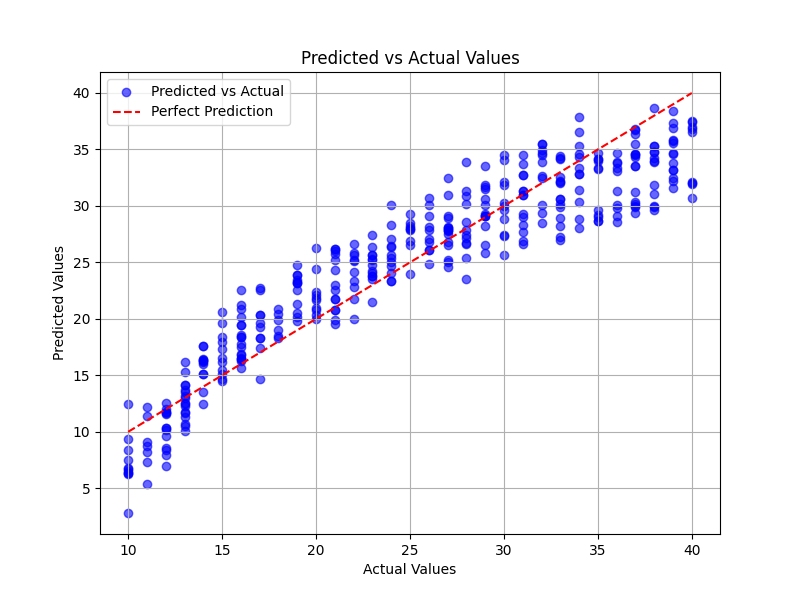 Predicted vs Actual Values
Predicted vs Actual
Perfect Prediction
40
35
30
25
20
15
10
5
Predicted Values
10 15 20 25 30 35 40
Actual Values